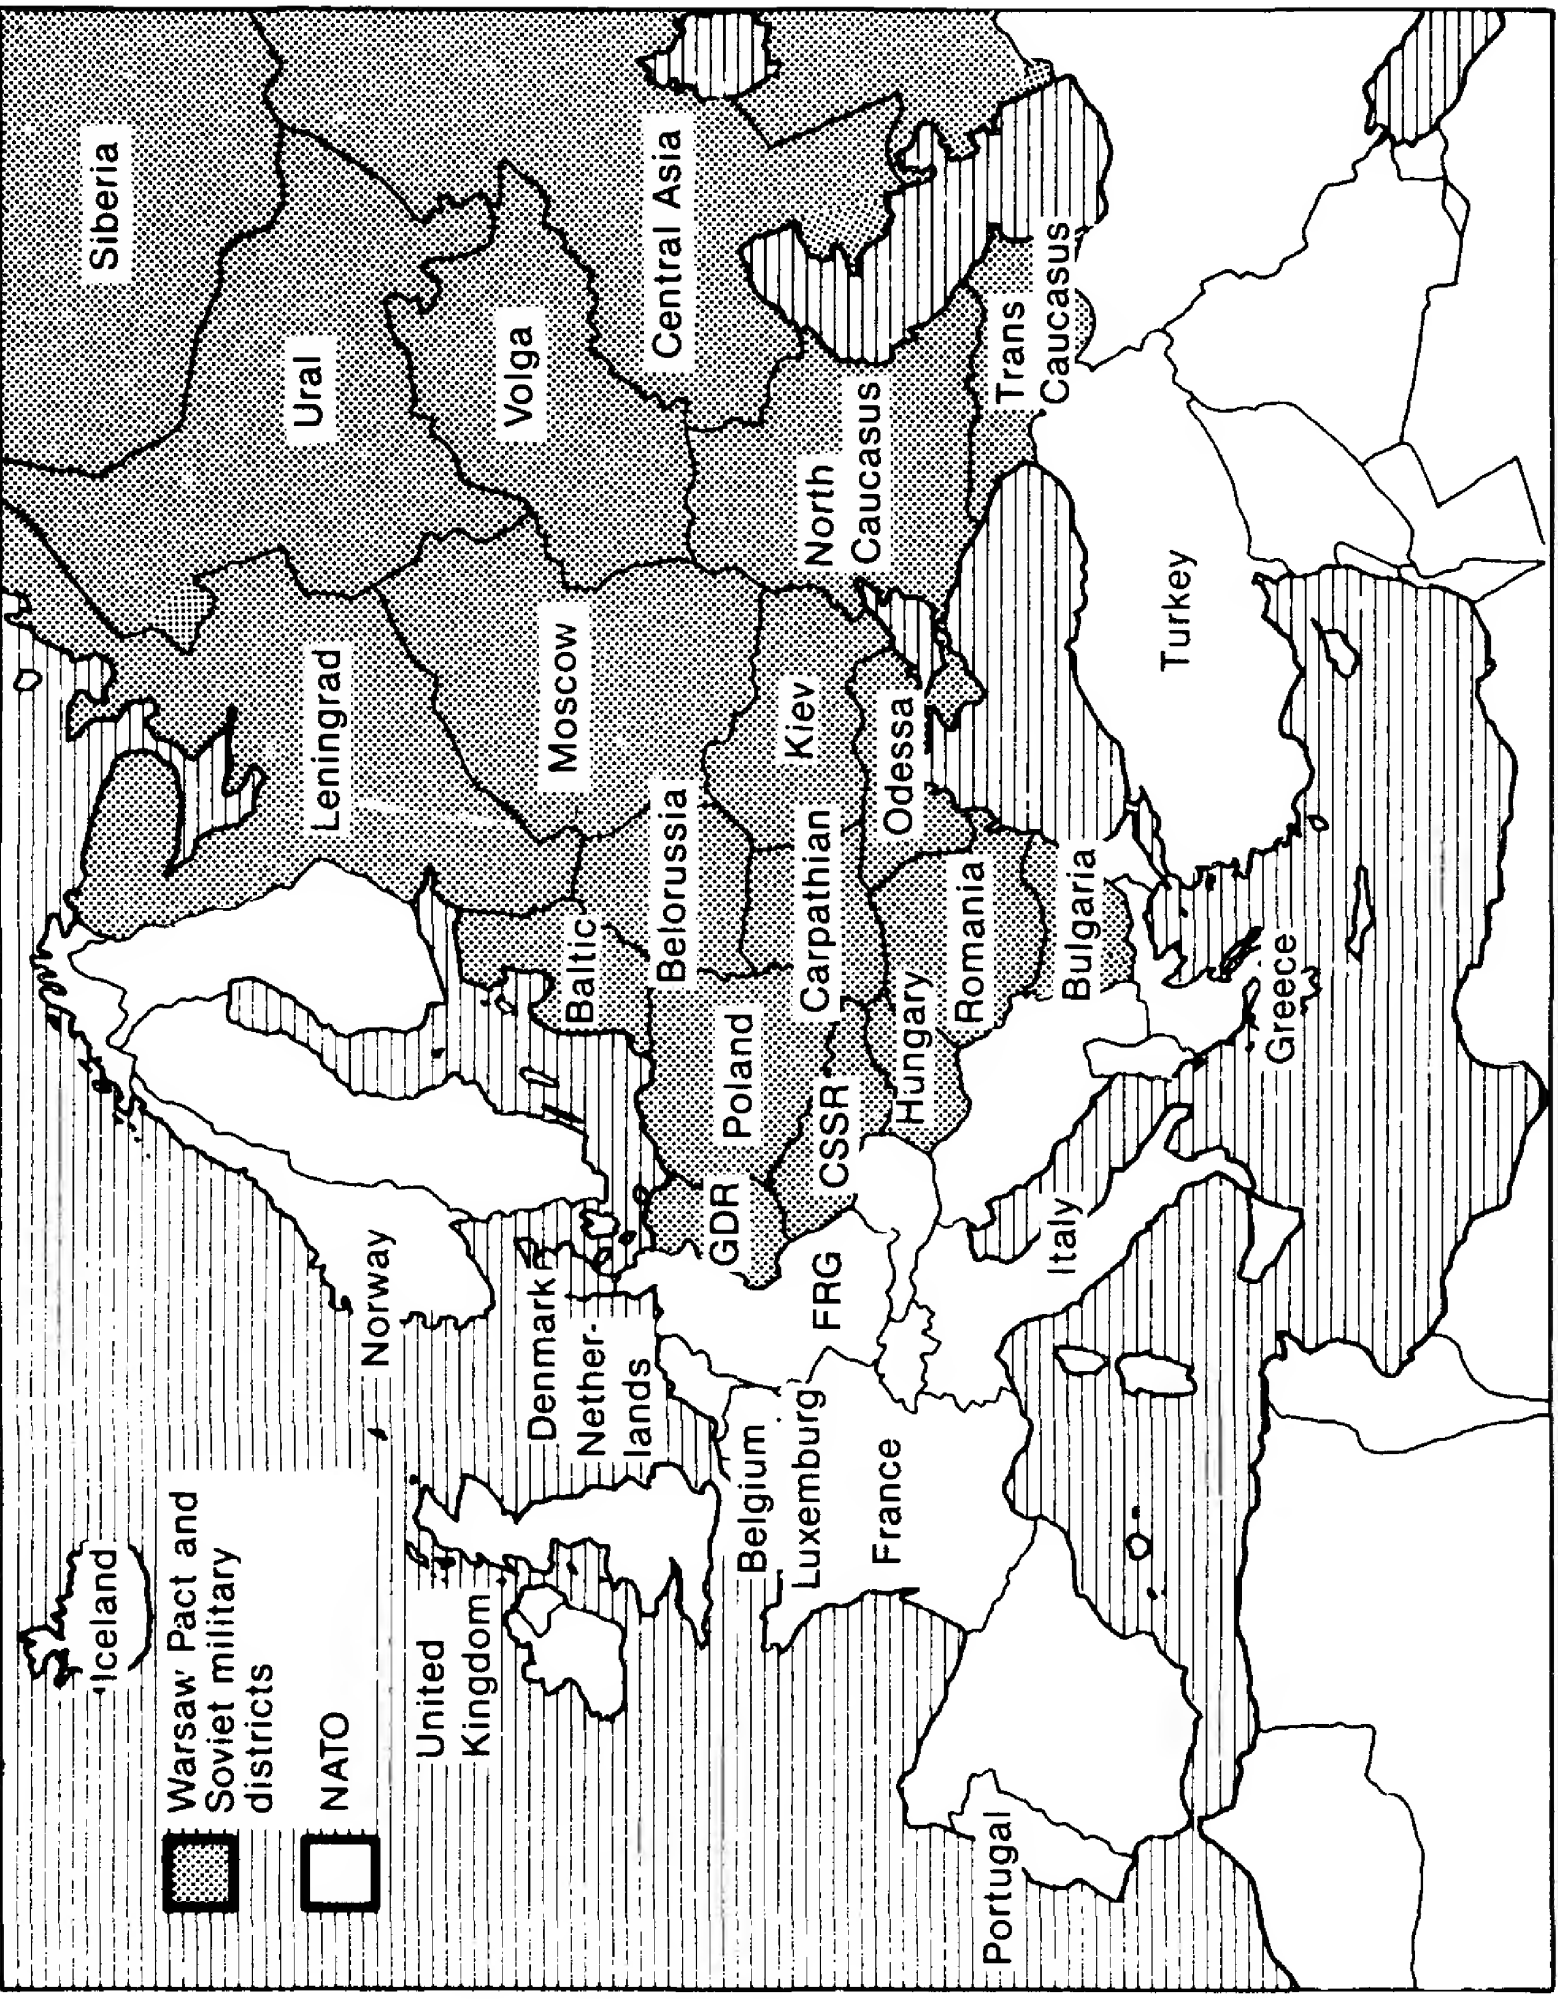 Iceland
Warsaw Pact and
Soviet military
districts
NATO
Norway
United
Kingdom
Denmark
Nether-
lands
Belgium
Luxemburg
France
Portugal
FRG
Italy
Greece
Turkey
GDR
Poland
CSSR
Hungary
Romania
Bulgaria
Baltic
Belorussia
Carpathian
Odessa
Kiev
Leningrad
Moscow
North
Caucasus
Trans
Caucasus
Volga
Ural
Central Asia
Siberia